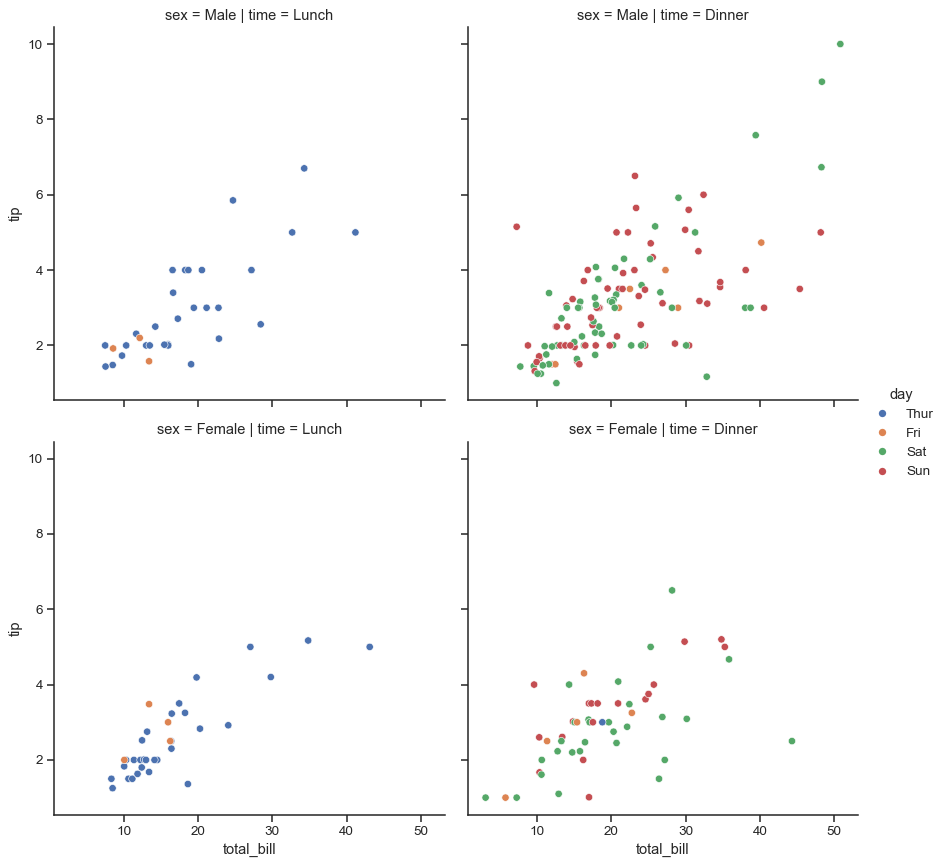 sex = Male | time = Lunch
sex = Male | time = Dinner
10
8
6
4
2
tip
sex = Female | time = Lunch
sex = Female | time = Dinner
10
8
6
4
2
tip
10 20 30 40 50
total_bill
10 20 30 40 50
total_bill
day
Thur
Fri
Sat
Sun